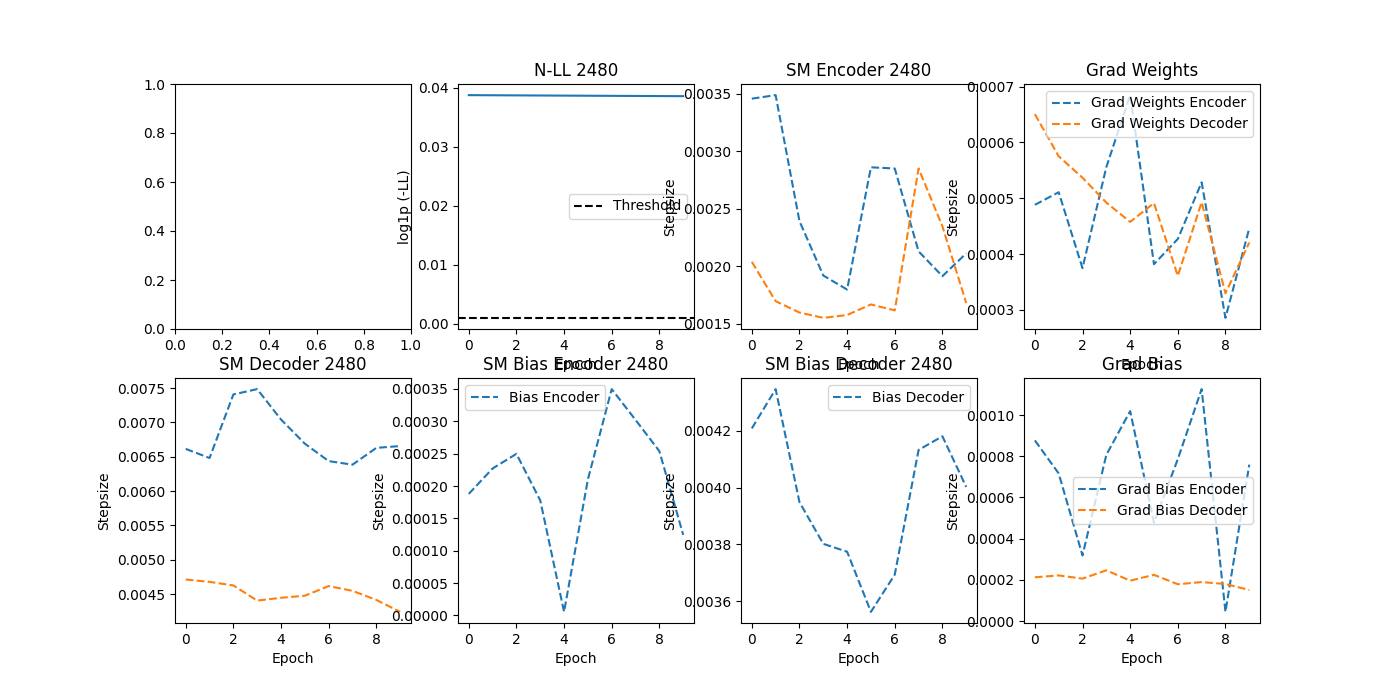 N-LL 2480
SM Encoder 2480
Grad Weights
1.0
0.8
0.6
0.4
0.2
0.0
0.0 0.2 0.4 0.6 0.8 1.0
log1p (-LL)
0.04
0.03
0.02
0.01
0.00
Threshold
0 2 4 6 8
Epoch
Stepsize
0.0035
0.0030
0.0025
0.0020
0.0015
0 2 4 6 8
Epoch
Stepsize
0.0007
0.0006
0.0005
0.0004
0.0003
Grad Weights Encoder
Grad Weights Decoder
0 2 4 6 8
Epoch
SM Decoder 2480
SM Bias Encoder 2480
SM Bias Decoder 2480
Grad Bias
Stepsize
0.0075
0.0070
0.0065
0.0060
0.0055
0.0050
0.0045
0 2 4 6 8
Epoch
Stepsize
0.00035
0.00030
0.00025
0.00020
0.00015
0.00010
0.00005
0.00000
Bias Encoder
0 2 4 6 8
Epoch
Stepsize
0.0042
0.0040
0.0038
0.0036
Bias Decoder
0 2 4 6 8
Epoch
Stepsize
0.0010
0.0008
0.0006
0.0004
0.0002
0.0000
Grad Bias Encoder
Grad Bias Decoder
0 2 4 6 8
Epoch